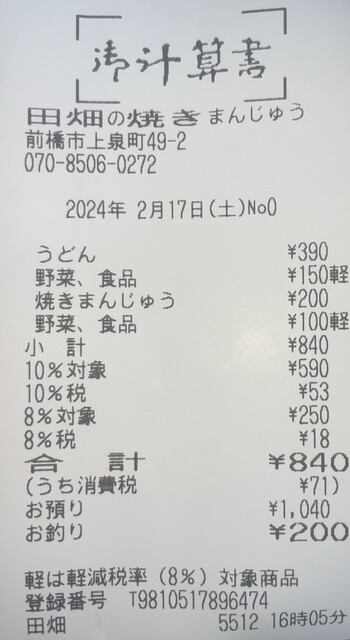 御計算書
田畑の焼きまんじゅう
前橋市上泉町49-2
070-8506-0272
2024年 2月17日(土)No0
うどん ¥390
野菜、食品 ¥150軽
焼きまんじゅう ¥200
野菜、食品 ¥100軽
小 計 ¥840
10%対象 ¥590
10%税 ¥53
8%対象 ¥250
8%税 ¥18
合 計 ¥840
(うち消費税 ¥71)
お預り ¥1,040
お釣り ¥200
軽は軽減税率(8%)対象商品
登録番号 T9810517896474
田畑 5512 16時05分